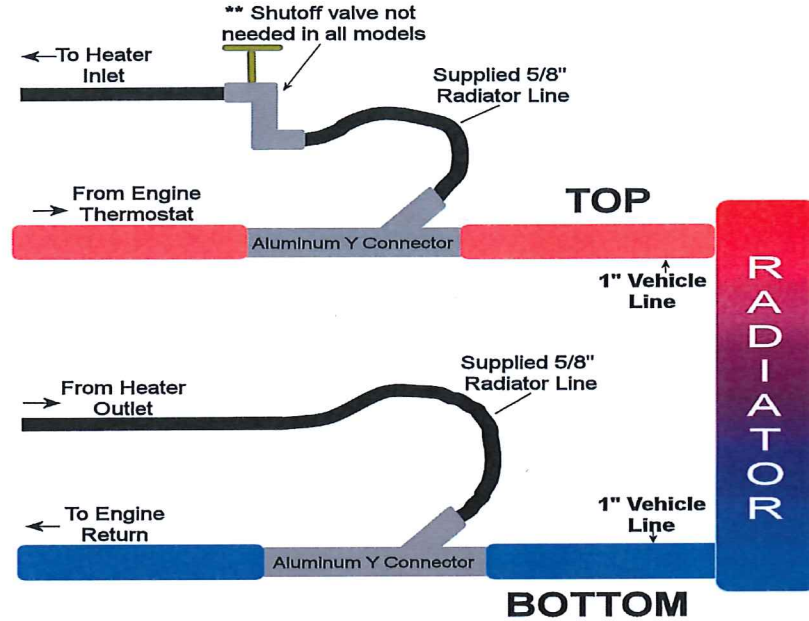 ** Shutoff valve not
needed in all models
To Heater
Inlet
Supplied 5/8"
Radiator Line
From Engine
Thermostat
TOP
Aluminum Y Connector
1" Vehicle
Line
RADIATOR
Supplied 5/8"
Radiator Line
From Heater
Outlet
1" Vehicle
Line
To Engine
Return
Aluminum Y Connector
BOTTOM